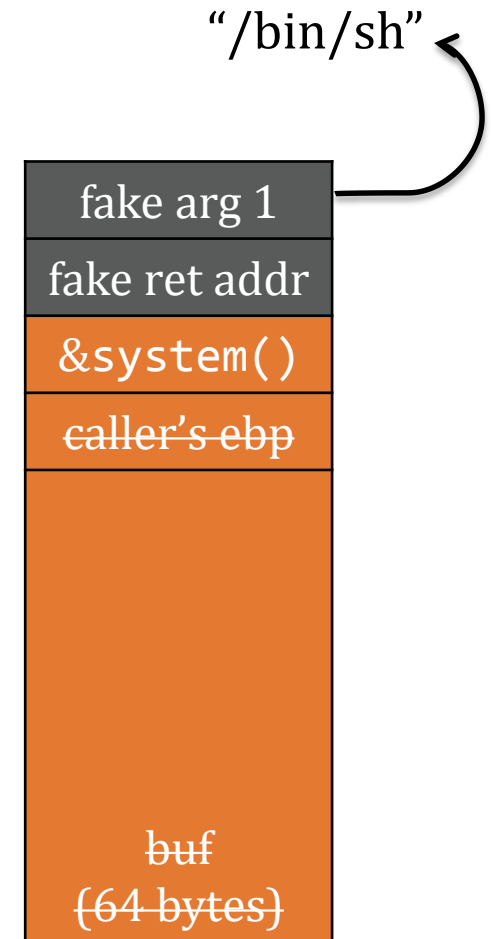 “/bin/sh”
fake arg 1
fake ret addr
&system()
caller’s ebp
buf
(64 bytes)